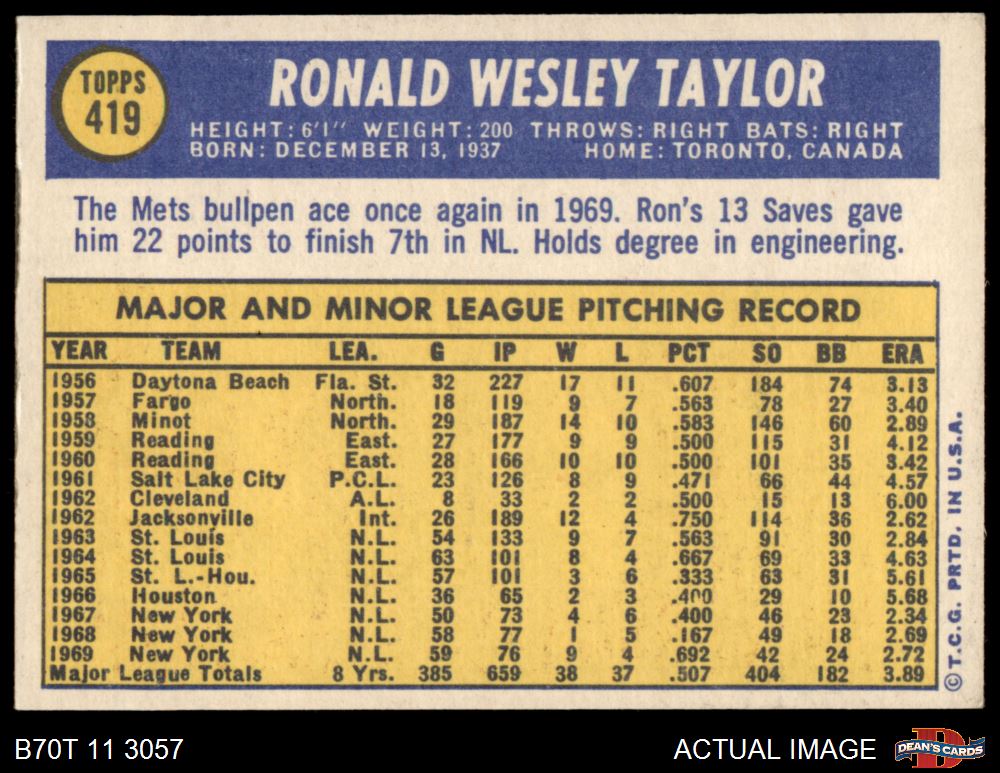 TOPPS
419
RONALD WESLEY TAYLOR
HEIGHT: 6'1" WEIGHT: 200 THROWS: RIGHT BATS: RIGHT
BORN: DECEMBER 13, 1937 HOME: TORONTO, CANADA
The Mets bullpen ace once again in 1969. Ron's 13 Saves gave
him 22 points to finish 7th in NL. Holds degree in engineering.
MAJOR AND MINOR LEAGUE PITCHING RECORD
YEAR TEAM LEA. G IP W L PCT SO BB ERA
1956 Daytona Beach Fla. St. 32 227 17 11 .607 184 74 3.13
1957 Fargo North. 18 119 9 7 .563 78 27 3.40
1958 Minot North. 29 187 14 10 .583 146 60 2.89
1959 Reading East. 27 177 9 9 .500 115 31 4.12
1960 Reading East. 28 166 10 10 .500 101 35 3.42
1961 Salt Lake City P.C.L. 23 126 8 9 .471 66 44 4.57
1962 Cleveland A.L. 8 33 2 2 .500 15 13 6.00
1962 Jacksonville Int. 26 189 12 4 .750 114 36 2.62
1963 St. Louis N.L. 54 133 9 7 .563 91 30 2.84
1964 St. Louis N.L. 63 101 8 4 .667 69 33 4.63
1965 St. L.-Hou. N.L. 57 101 3 6 .333 63 31 5.61
1966 Houston N.L. 36 65 2 3 .400 29 10 5.68
1967 New York N.L. 50 73 4 6 .400 46 23 2.34
1968 New York N.L. 58 77 1 5 .167 49 18 2.69
1969 New York N.L. 59 76 9 4 .692 42 24 2.72
Major League Totals 8 Yrs. 385 659 38 37 .507 404 182 3.89
© T.C.G. PRTD. IN U.S.A.
B70T 11 3057
ACTUAL IMAGE
D
DEAN'S CARDS